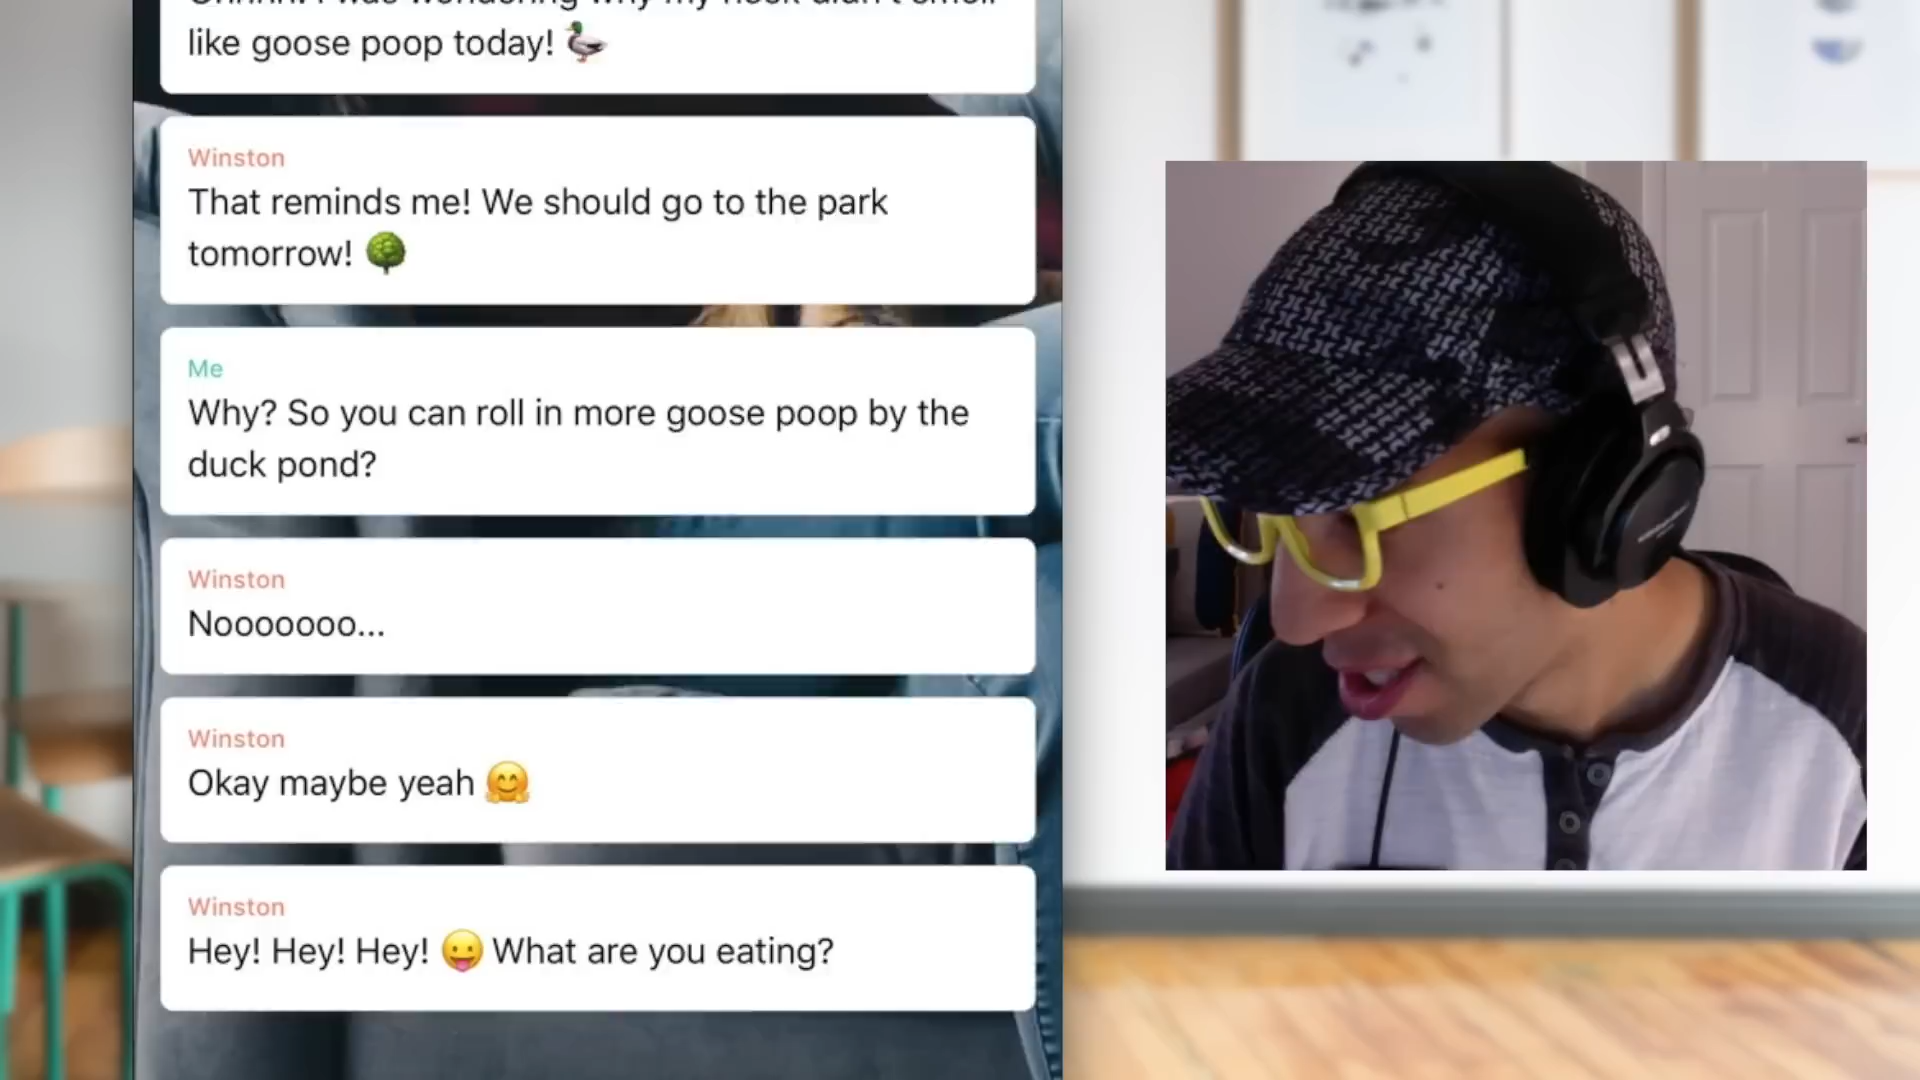 like goose poop today! 🦆
Winston
That reminds me! We should go to the park
tomorrow! 🌳
Me
Why? So you can roll in more goose poop by the
duck pond?
Winston
Nooooooo...
Winston
Okay maybe yeah 🤗
Winston
Hey! Hey! Hey! 😛 What are you eating?